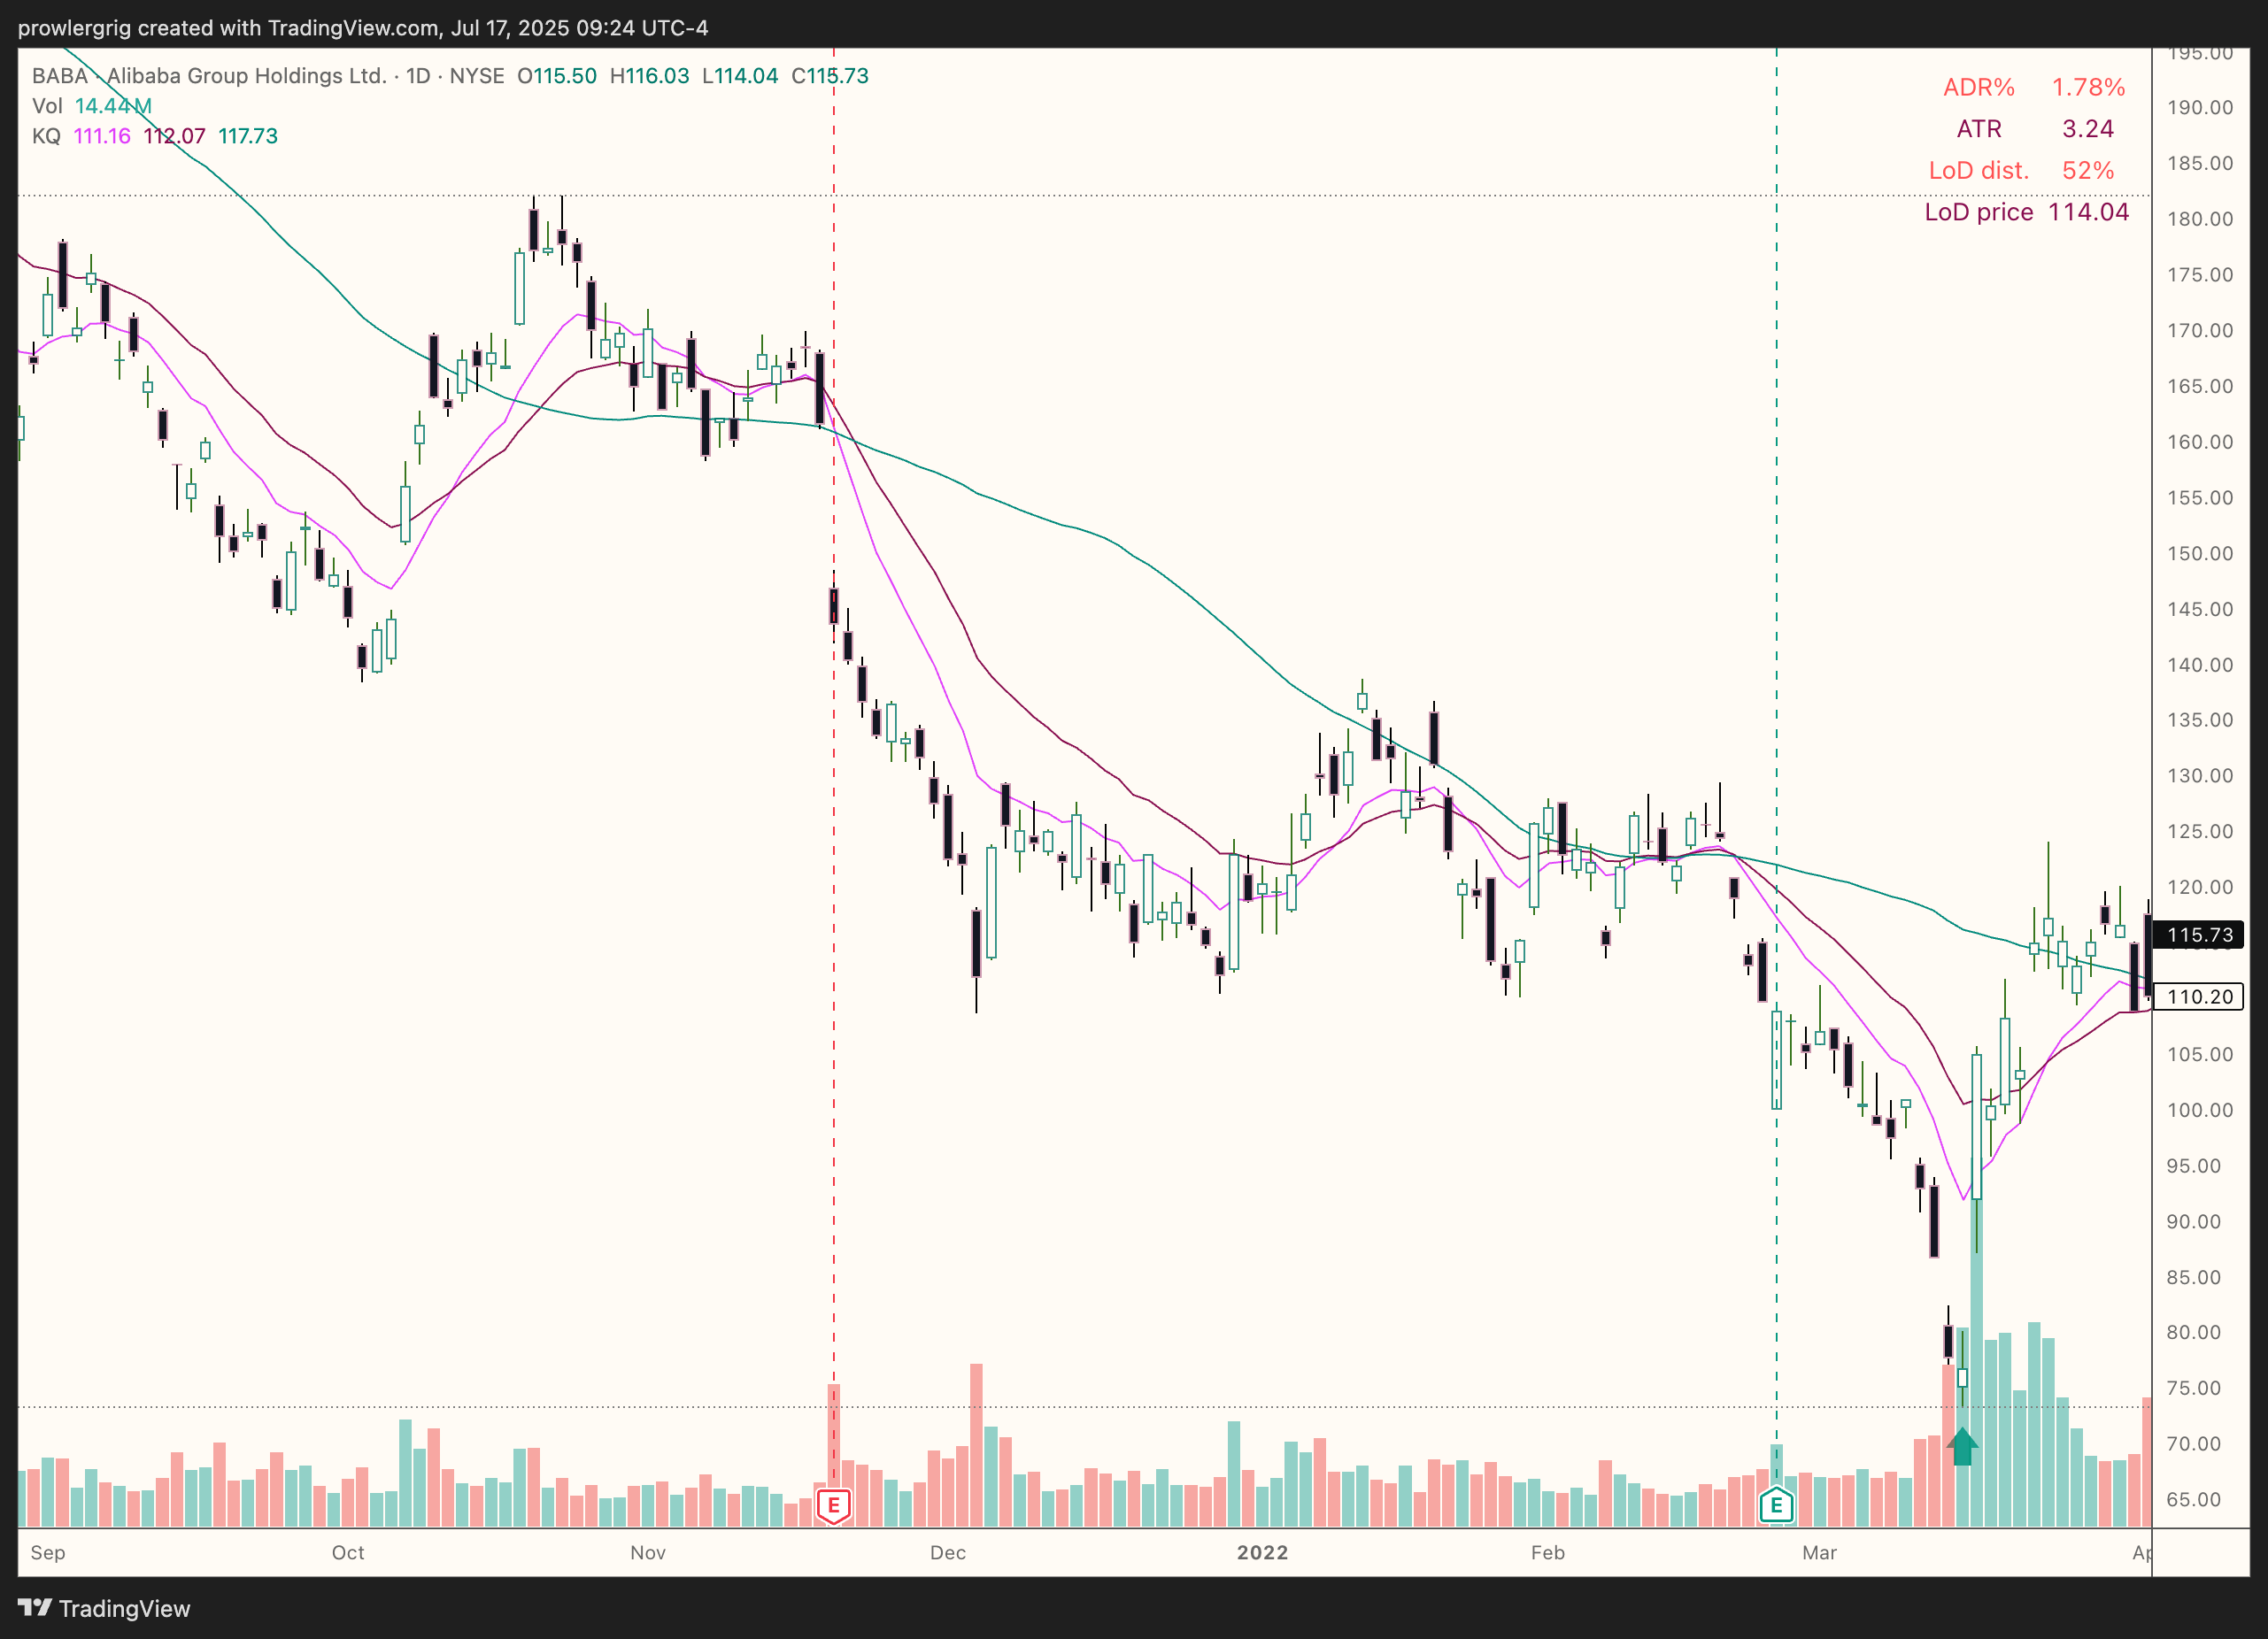 prowlergrig created with TradingView.com, Jul 17, 2025 09:24 UTC-4
BABA · Alibaba Group Holdings Ltd. · 1D · NYSE O115.50 H116.03 L114.04 C115.73
Vol 14.44M
KQ 111.16 112.07 117.73
ADR% 1.78%
ATR 3.24
LoD dist. 52%
LoD price 114.04
195.00
190.00
185.00
180.00
175.00
170.00
165.00
160.00
155.00
150.00
145.00
140.00
135.00
130.00
125.00
120.00
115.73
110.20
105.00
100.00
95.00
90.00
85.00
80.00
75.00
70.00
65.00
E E
Sep Oct Nov Dec 2022 Feb Mar Ap
TradingView